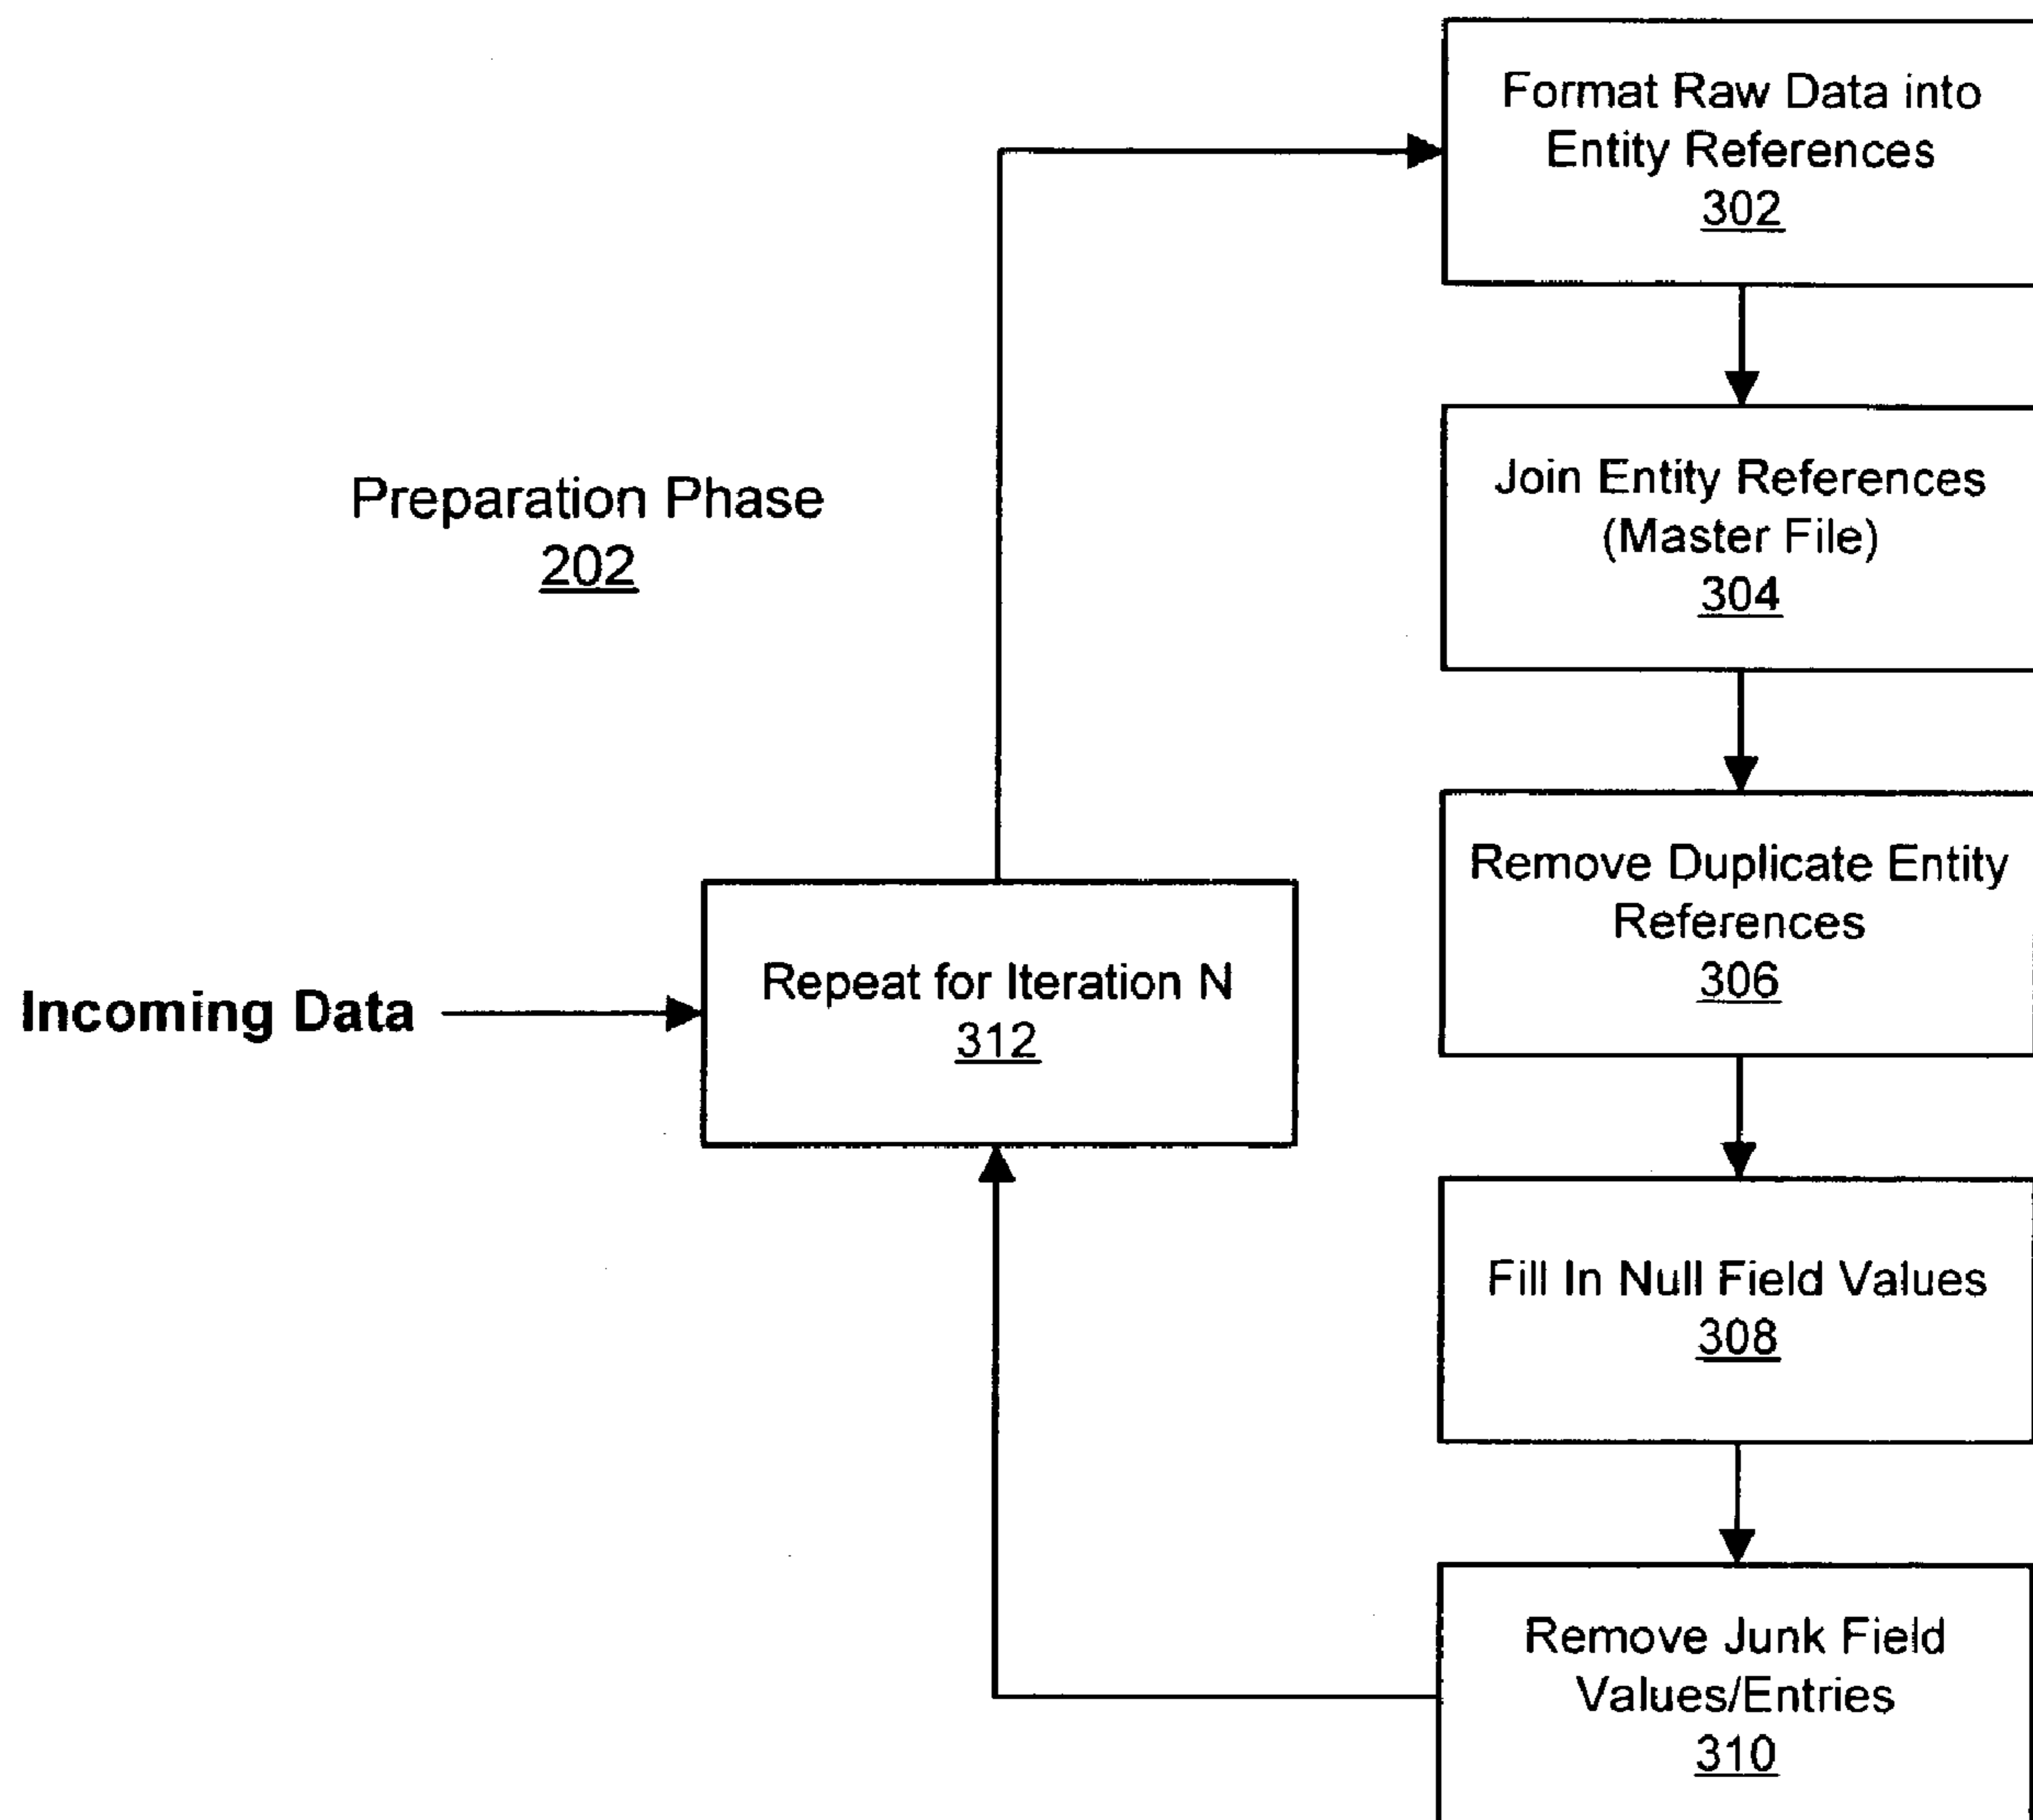 Format Raw Data into
Entity References
302
Join Entity References
(Master File)
304
Preparation Phase
202
Remove Duplicate Entity
References
306
Repeat for Iteration N
312
Incoming Data
Fill In Null Field Values
308
Remove Junk Field
Values/Entries
310